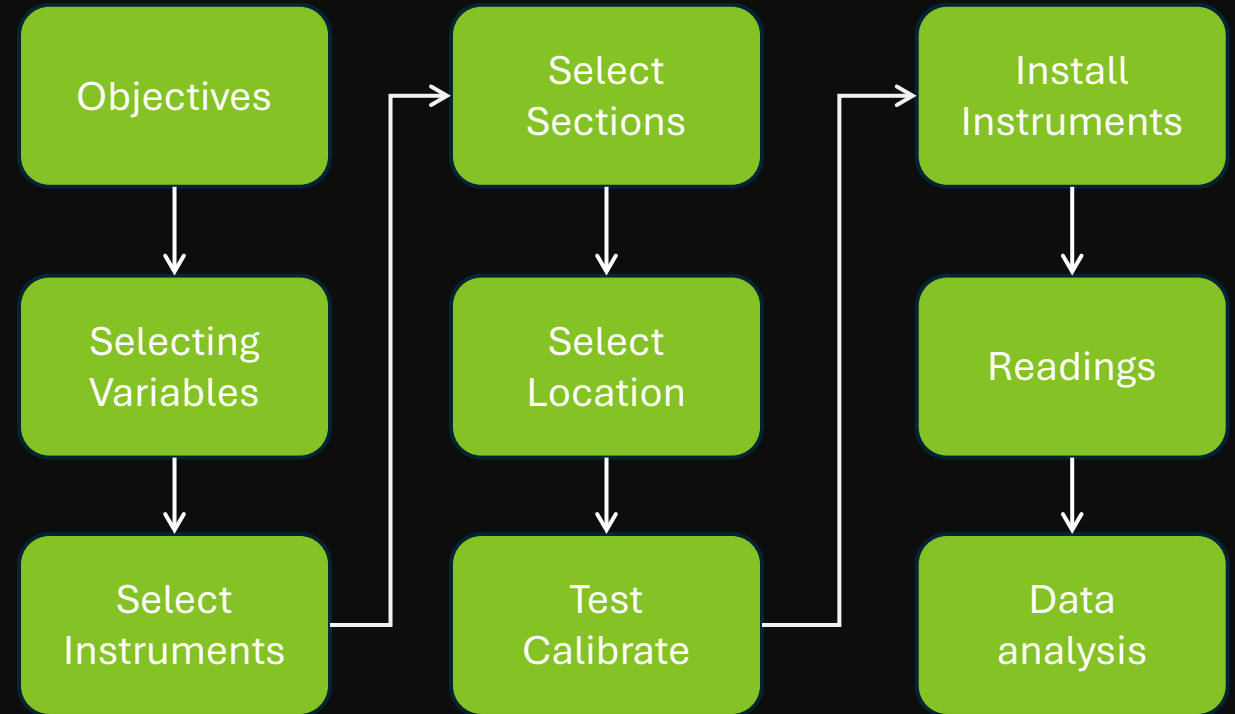 Objectives
Selecting
Variables
Select
Instruments
Select
Sections
Select
Location
Test
Calibrate
Install
Instruments
Readings
Data
analysis